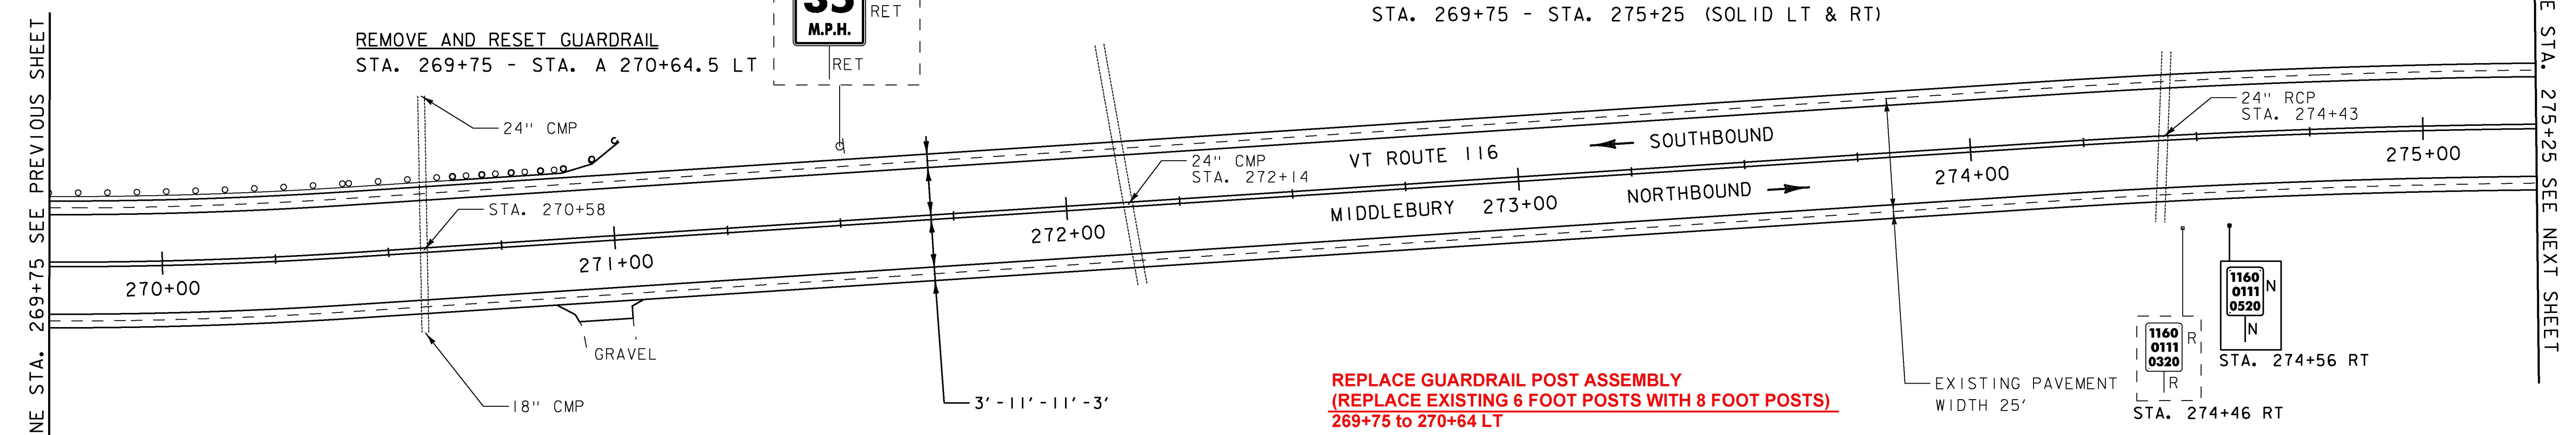 NE STA. 269+75 SEE PREVIOUS SHEET
REMOVE AND RESET GUARDRAIL
STA. 269+75 - STA. A 270+64.5 LT
35
M.P.H.
RET
RET
STA. 269+75 - STA. 275+25 (SOLID LT & RT)
24" CMP
STA. 270+58
18" CMP
270+00
271+00
GRAVEL
272+00
24" CMP
STA. 272+14
VT ROUTE 116
SOUTHBOUND
MIDDLEBURY
273+00
NORTHBOUND
274+00
24" RCP
STA. 274+43
275+00
3'-11'-11'-3'
REPLACE GUARDRAIL POST ASSEMBLY
(REPLACE EXISTING 6 FOOT POSTS WITH 8 FOOT POSTS)
269+75 to 270+64 LT
EXISTING PAVEMENT
WIDTH 25'
1160
0111
0320
R
R
STA. 274+46 RT
1160
0111
0520
N
N
STA. 274+56 RT
E STA. 275+25 SEE NEXT SHEET